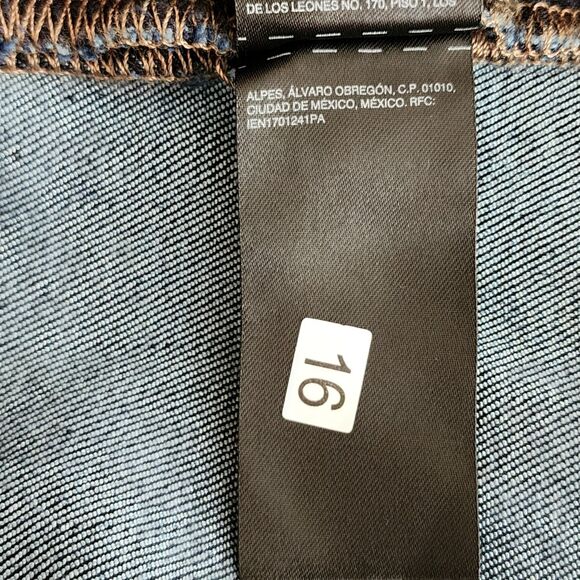 DE LOS LEONES NO. 170, PISO 1, LOS
ALPES, ÁLVARO OBREGÓN, C.P. 01010,
CIUDAD DE MÉXICO, MÉXICO. RFC:
IEN1701241PA
16